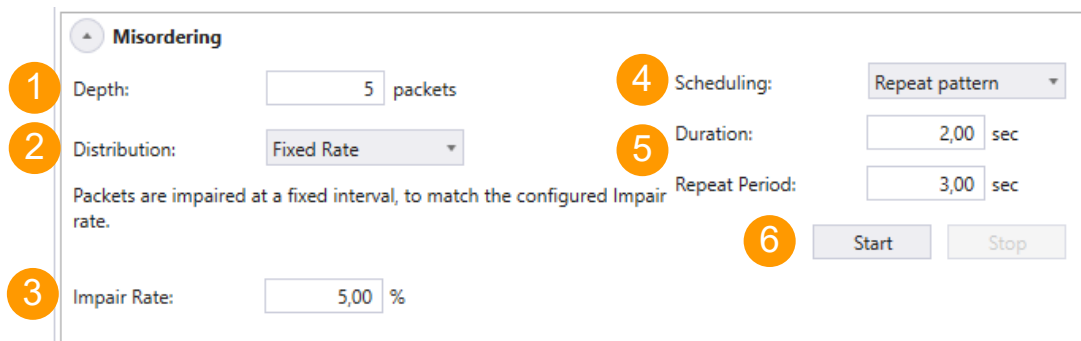 Misordering
1 Depth: 5 packets
2 Distribution: Fixed Rate
Packets are impaired at a fixed interval, to match the configured Impair
rate.
3 Impair Rate: 5,00 %
4 Scheduling: Repeat pattern
5 Duration: 2,00 sec
Repeat Period: 3,00 sec
6 Start Stop